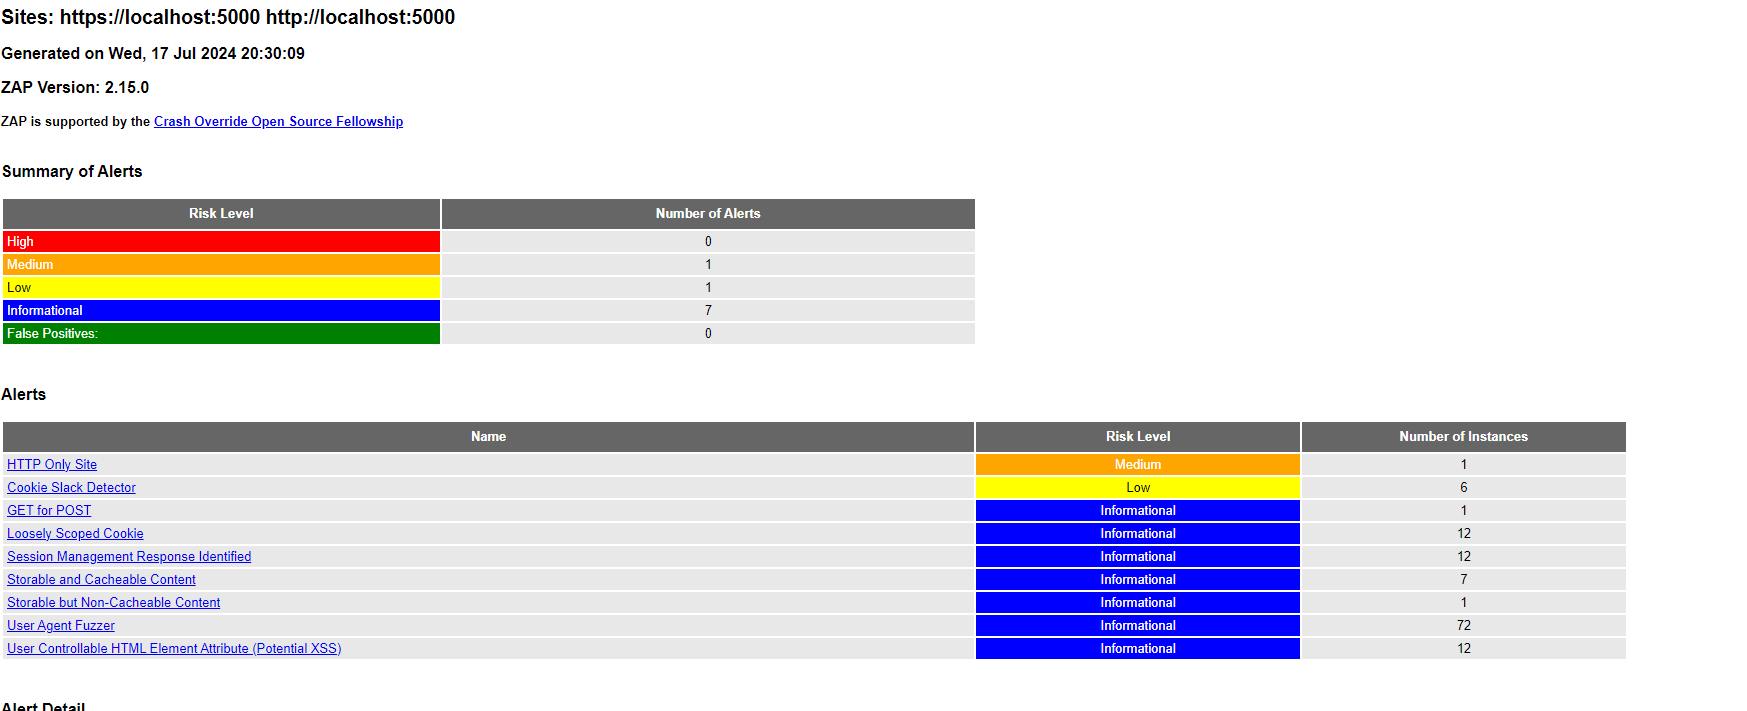 Sites: https://localhost:5000 http://localhost:5000
Generated on Wed, 17 Jul 2024 20:30:09
ZAP Version: 2.15.0
ZAP is supported by the Crash Override Open Source Fellowship
Summary of Alerts
Risk Level Number of Alerts
High 0
Medium 1
Low 1
Informational 7
False Positives: 0
Alerts
Name Risk Level Number of Instances
HTTP Only Site Medium 1
Cookie Slack Detector Low 6
GET for POST Informational 1
Loosely Scoped Cookie Informational 12
Session Management Response Identified Informational 12
Storable and Cacheable Content Informational 7
Storable but Non-Cacheable Content Informational 1
User Agent Fuzzer Informational 72
User Controllable HTML Element Attribute (Potential XSS) Informational 12
Alert Detail